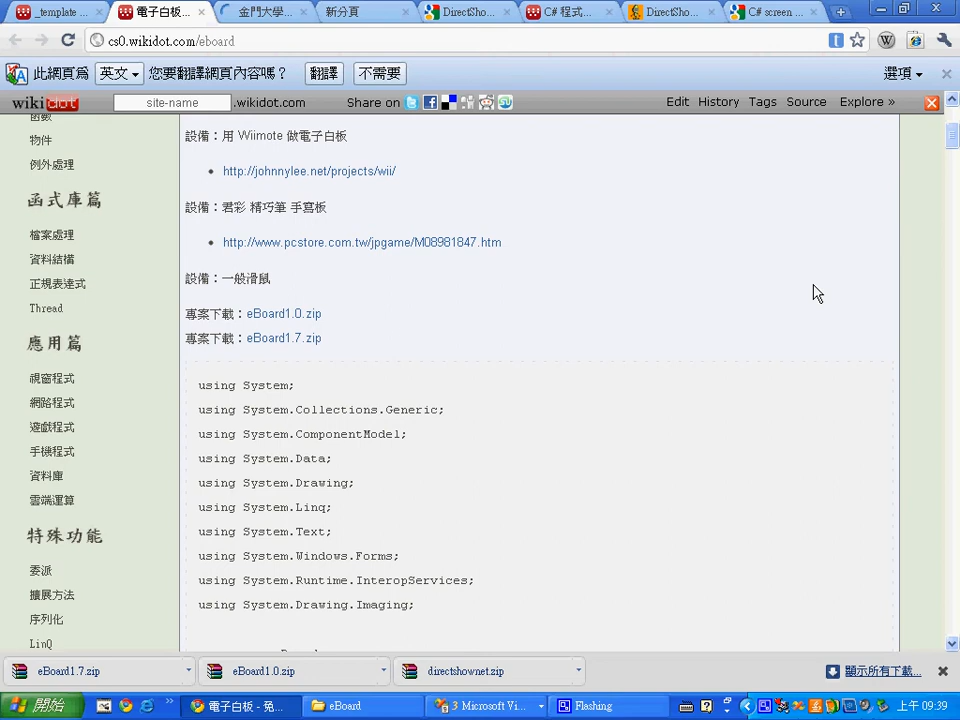 _template ...
電子白板...
金門大學...
新分頁
DirectSho...
C# 程式...
DirectSho...
C# screen ...
cs0.wikidot.com/eboard
此網頁為 英文 您要翻譯網頁內容嗎？ 翻譯 不需要 選項
wikidot site-name .wikidot.com Share on Edit History Tags Source Explore »
函數
物件
例外處理
函式庫篇
檔案處理
資料結構
正規表達式
Thread
應用篇
視窗程式
網路程式
遊戲程式
手機程式
資料庫
雲端運算
特殊功能
委派
擴展方法
序列化
LinQ
設備：用 Wiimote 做電子白板
http://johnnylee.net/projects/wii/
設備：君彩 精巧筆 手寫板
http://www.pcstore.com.tw/jpgame/M08981847.htm
設備：一般滑鼠
專案下載：eBoard1.0.zip
專案下載：eBoard1.7.zip
using System;
using System.Collections.Generic;
using System.ComponentModel;
using System.Data;
using System.Drawing;
using System.Linq;
using System.Text;
using System.Windows.Forms;
using System.Runtime.InteropServices;
using System.Drawing.Imaging;
eBoard1.7.zip
eBoard1.0.zip
directshownet.zip
顯示所有下載...
開始
電子白板 - 免...
eBoard
3 Microsoft Vi...
Flashing
上午 09:39